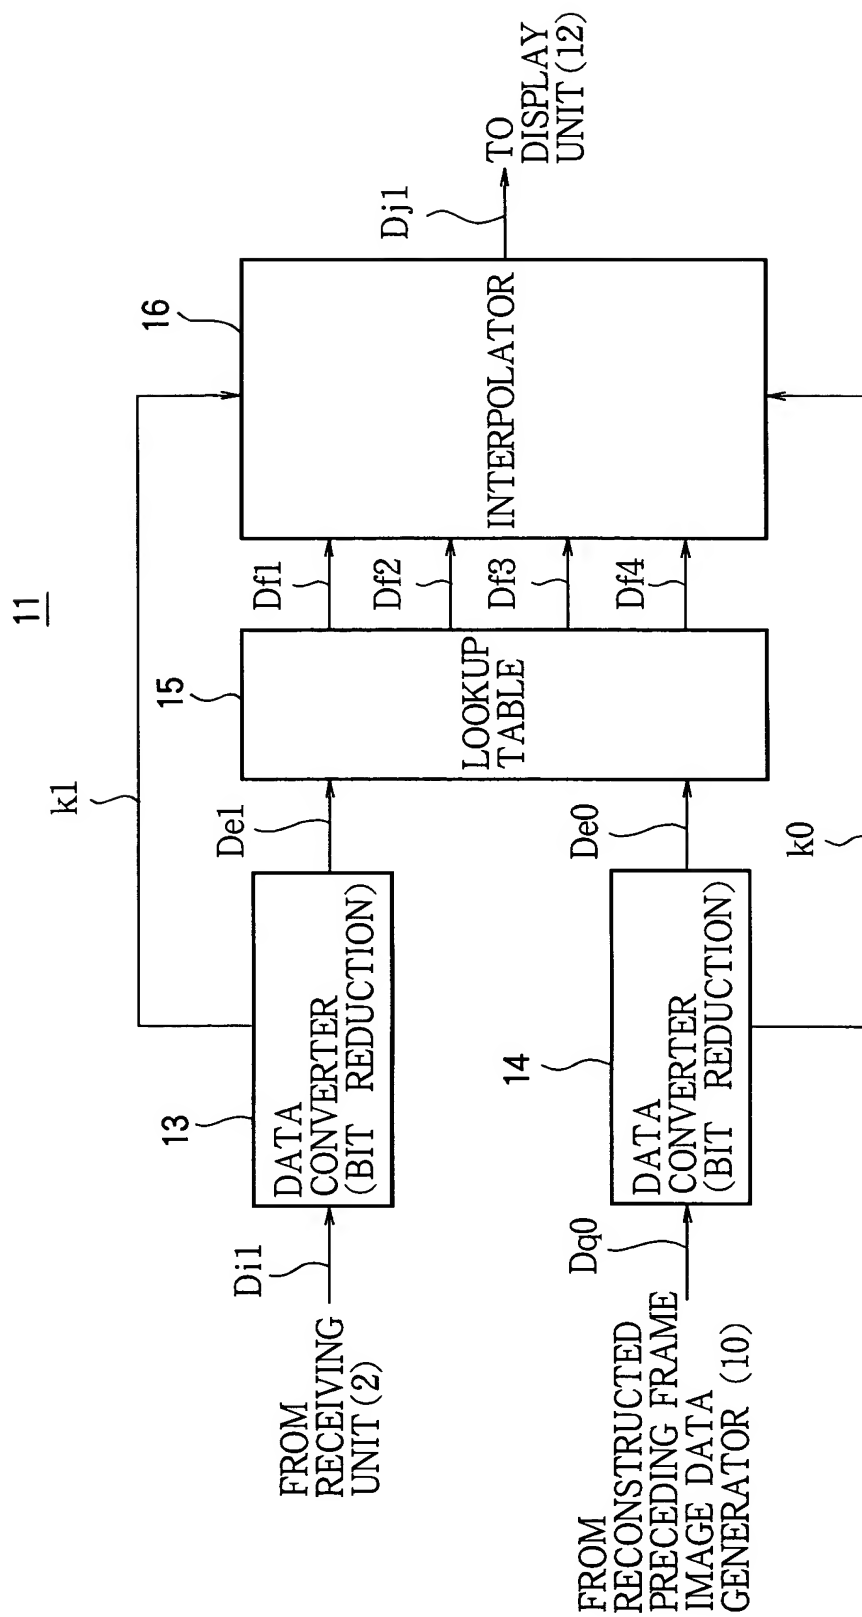 11
FROM
RECEIVING
UNIT (2)
Di1
13
DATA
CONVERTER
(BIT REDUCTION)
k1
De1
FROM
RECONSTRUCTED
PRECEDING FRAME
IMAGE DATA
GENERATOR (10)
Dq0
14
DATA
CONVERTER
(BIT REDUCTION)
k0
De0
15
LOOKUP
TABLE
Df1
Df2
Df3
Df4
16
INTERPOLATOR
Dj1
TO
DISPLAY
UNIT (12)